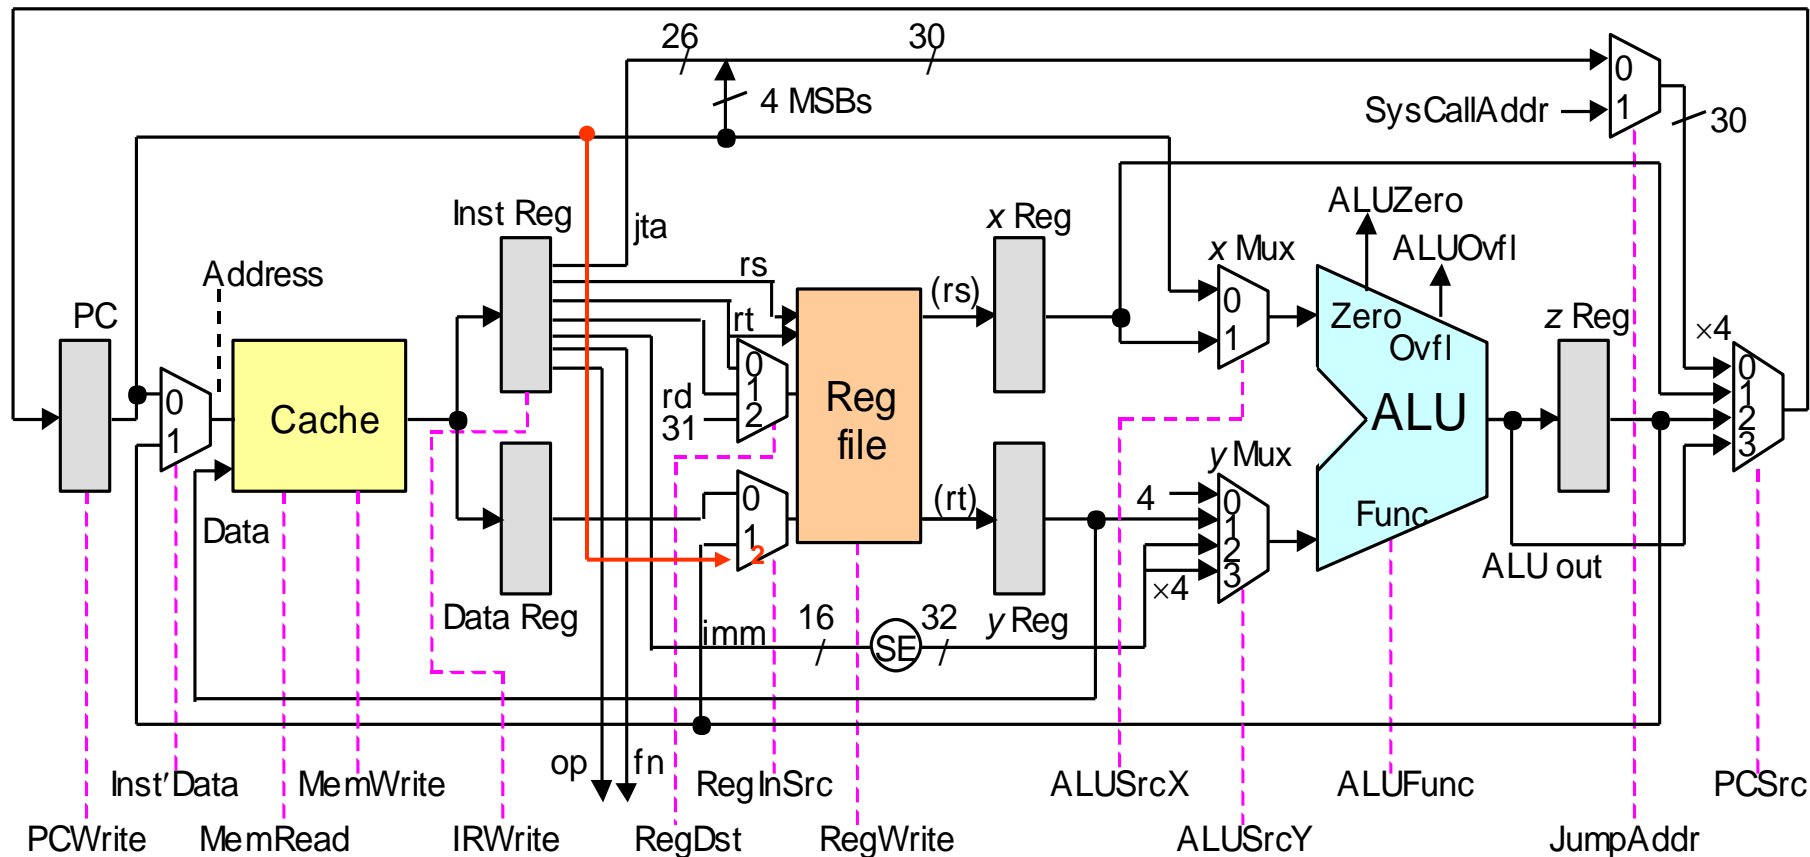 26
30
4 MSBs
SysCallAddr
0
1
30
Inst Reg
jta
x Reg
ALUZero
ALUOvfl
x Mux
rs
Address
(rs)
0
1
PC
rt
Zero
Ovfl
z Reg
×4
0
1
2
3
0
1
Cache
rd
31
0
1
2
Reg
file
ALU
y Mux
Data
0
1
2
(rt)
4
0
1
2
3
Func
ALU out
×4
Data Reg
imm
16
SE
32
y Reg
op
fn
Inst′Data
MemWrite
RegInSrc
ALUSrcX
ALUFunc
PCSrc
PCWrite
MemRead
IRWrite
RegDst
RegWrite
ALUSrcY
JumpAddr